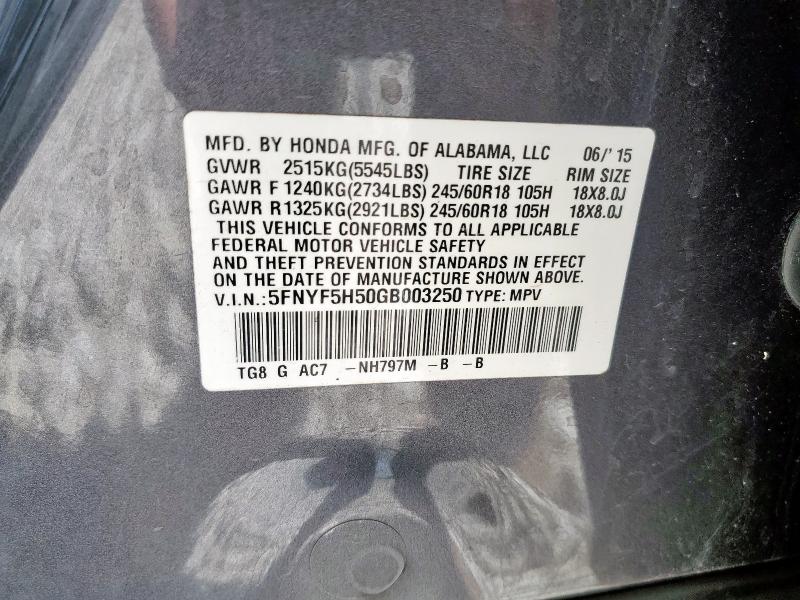 MFD. BY HONDA MFG. OF ALABAMA, LLC 06/' 15
GVWR 2515KG(5545LBS) TIRE SIZE RIM SIZE
GAWR F 1240KG(2734LBS) 245/60R18 105H 18X8.0J
GAWR R1325KG(2921LBS) 245/60R18 105H 18X8.0J
THIS VEHICLE CONFORMS TO ALL APPLICABLE
FEDERAL MOTOR VEHICLE SAFETY
AND THEFT PREVENTION STANDARDS IN EFFECT
ON THE DATE OF MANUFACTURE SHOWN ABOVE.
V.I.N.:5FNYF5H50GB003250 TYPE: MPV
TG8 G AC7 -NH797M -B -B